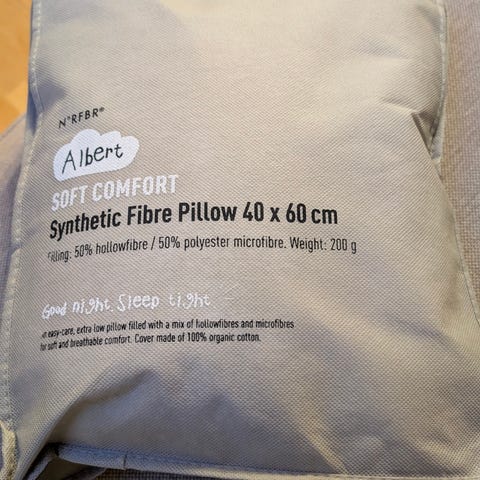 N°RFBR®
Albert
SOFT COMFORT
Synthetic Fibre Pillow 40 x 60 cm
Filling: 50% hollowfibre / 50% polyester microfibre. Weight: 200 g
Good night. Sleep tight
An easy-care, extra low pillow filled with a mix of hollowfibres and microfibres
for soft and breathable comfort. Cover made of 100% organic cotton.